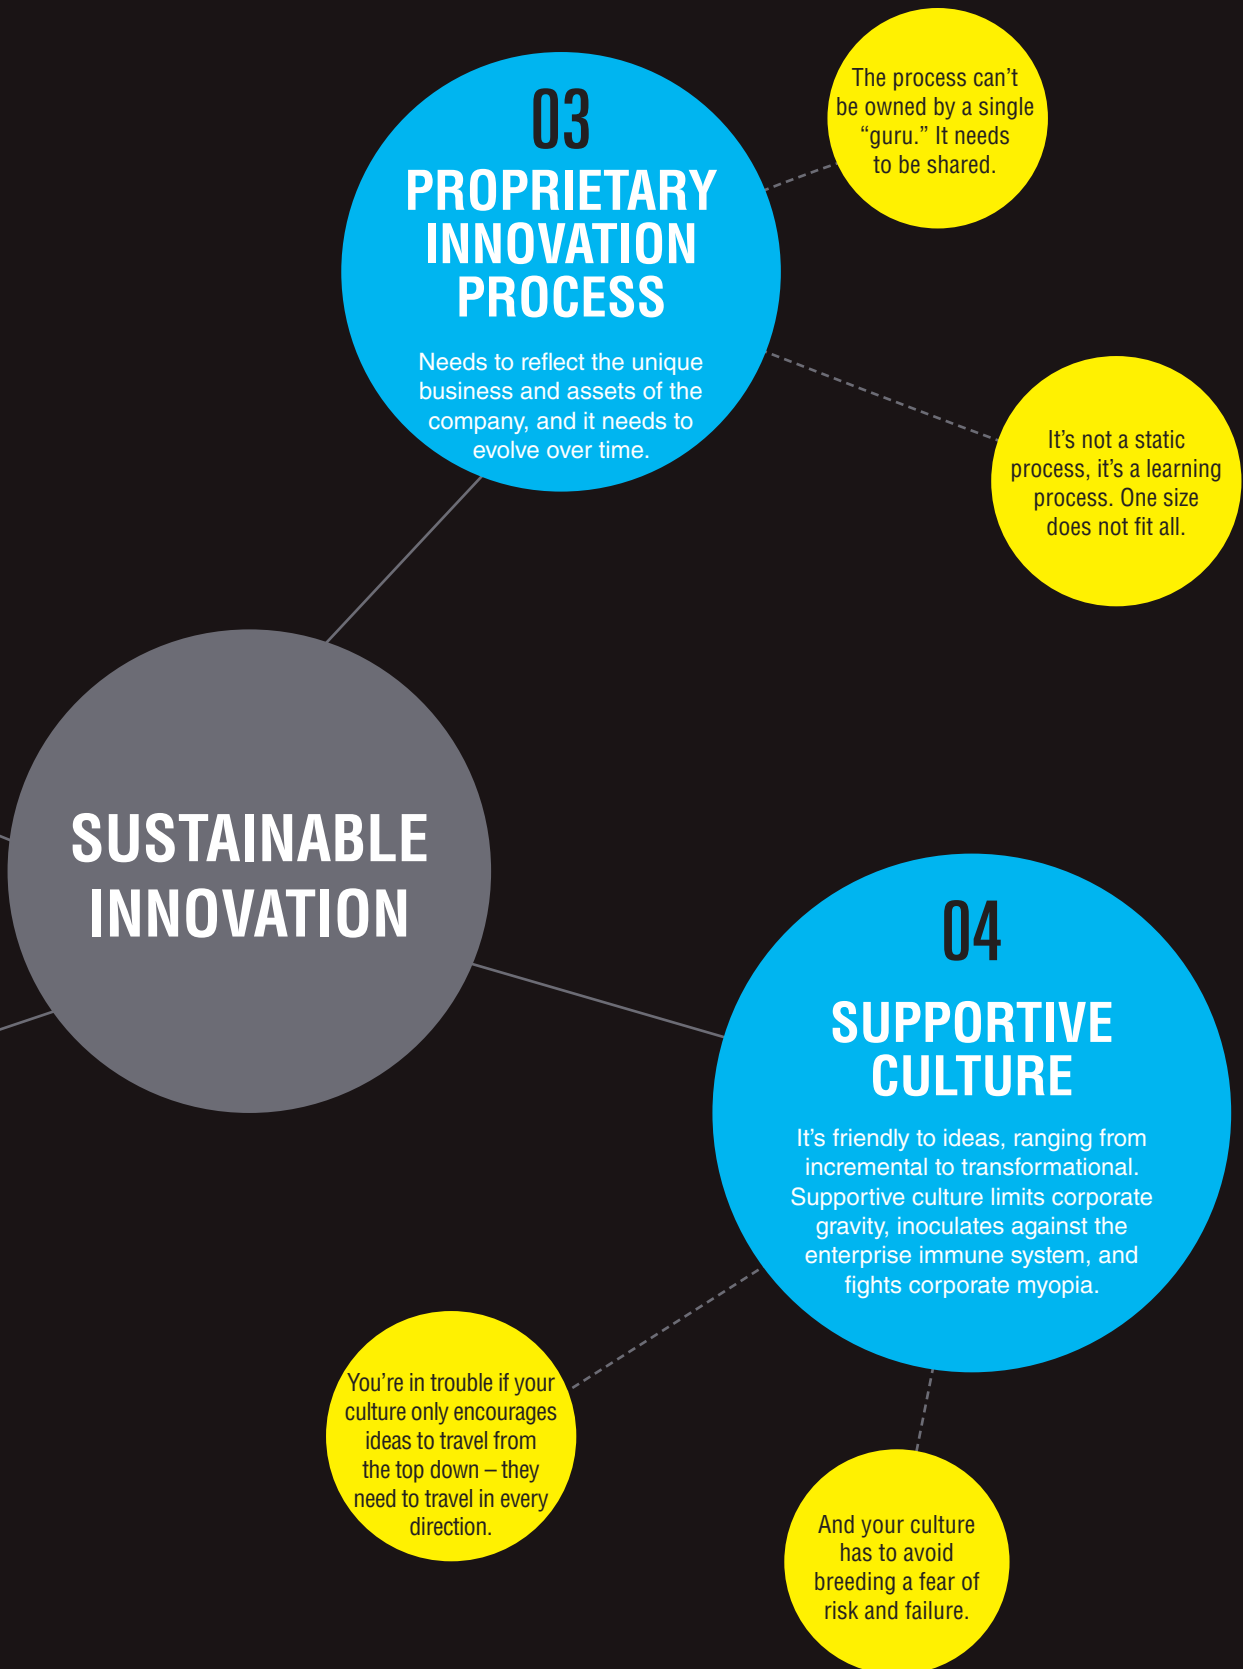 03
PROPRIETARY
INNOVATION
PROCESS
Needs to reflect the unique
business and assets of the
company, and it needs to
evolve over time.
The process can’t
be owned by a single
“guru.” It needs
to be shared.
It’s not a static
process, it’s a learning
process. One size
does not fit all.
SUSTAINABLE
INNOVATION
04
SUPPORTIVE
CULTURE
It’s friendly to ideas, ranging from
incremental to transformational.
Supportive culture limits corporate
gravity, inoculates against the
enterprise immune system, and
fights corporate myopia.
You’re in trouble if your
culture only encourages
ideas to travel from
the top down – they
need to travel in every
direction.
And your culture
has to avoid
breeding a fear of
risk and failure.